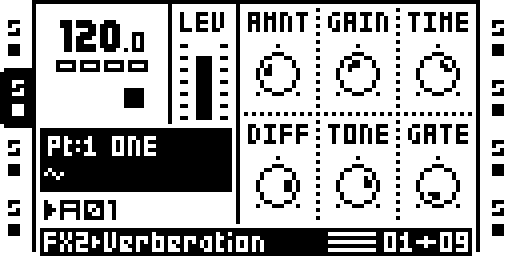 120.0
LEV
AMNT GAIN TIME
DIFF TONE GATE
Pt:1 ONE
A01
FX2▸Verberation
01→09